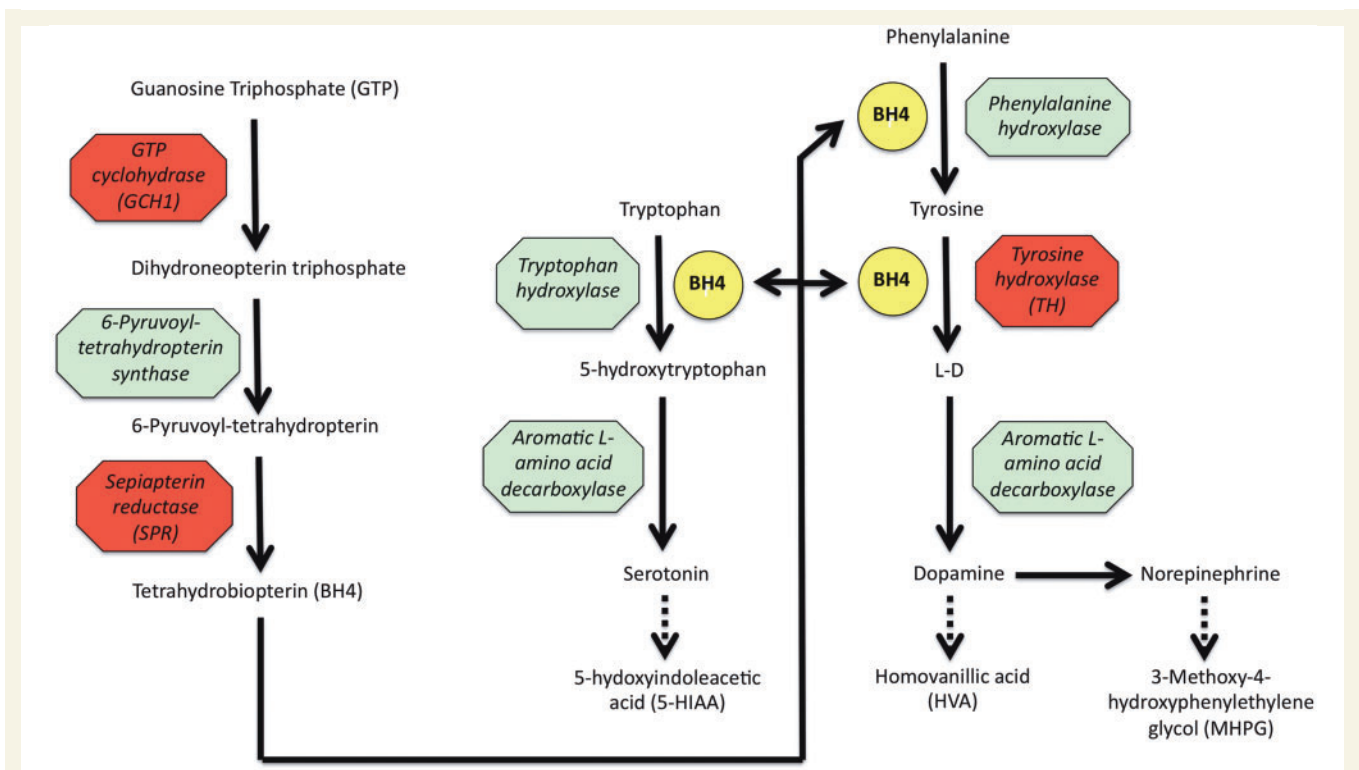 Guanosine Triphosphate (GTP)
GTP
cyclohydrase
(GCH1)
Dihydroneopterin triphosphate
6-Pyruvoyl-
tetrahydropterin
synthase
6-Pyruvoyl-tetrahydropterin
Sepiapterin
reductase
(SPR)
Tetrahydrobiopterin (BH4)
Tryptophan
Tryptophan
hydroxylase
BH4
5-hydroxytryptophan
Aromatic L-
amino acid
decarboxylase
Serotonin
5-hydoxyindoleacetic
acid (5-HIAA)
Phenylalanine
BH4
Phenylalanine
hydroxylase
Tyrosine
BH4
Tyrosine
hydroxylase
(TH)
L-D
Aromatic L-
amino acid
decarboxylase
Dopamine
Norepinephrine
Homovanillic acid
(HVA)
3-Methoxy-4-
hydroxyphenylethylene
glycol (MHPG)